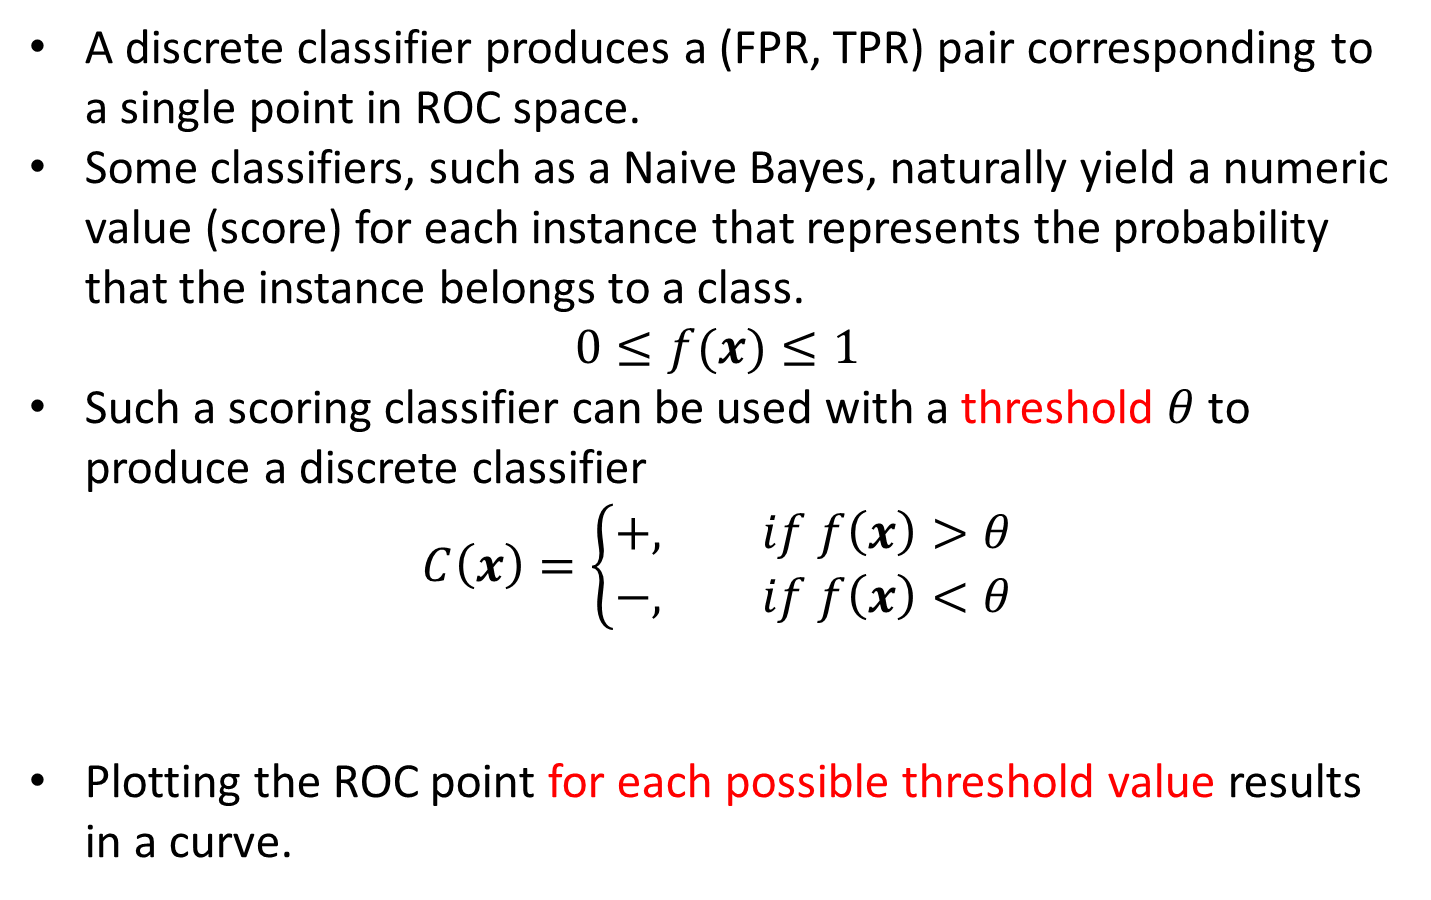 • A discrete classifier produces a (FPR, TPR) pair corresponding to
a single point in ROC space.
• Some classifiers, such as a Naive Bayes, naturally yield a numeric
value (score) for each instance that represents the probability
that the instance belongs to a class.
0 ≤ f(x) ≤ 1
• Such a scoring classifier can be used with a threshold θ to
produce a discrete classifier
C(x) = { +, if f(x) > θ
−, if f(x) < θ
• Plotting the ROC point for each possible threshold value results
in a curve.